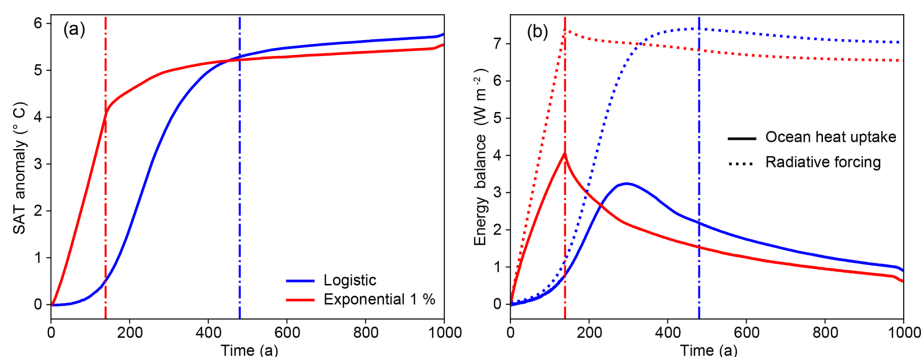 (a)
SAT anomaly (° C)
6
5
4
3
2
1
0
0 200 400 600 800 1000
Time (a)
Logistic
Exponential 1 %
(b)
Energy balance (W m⁻²)
7
6
5
4
3
2
1
0
0 200 400 600 800 1000
Time (a)
Ocean heat uptake
Radiative forcing